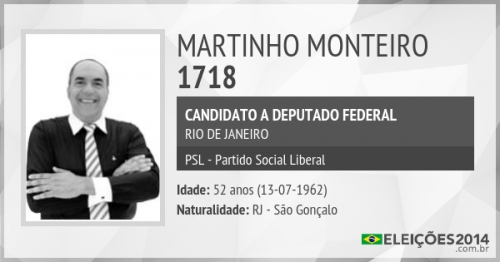 MARTINHO MONTEIRO
1718
CANDIDATO A DEPUTADO FEDERAL
RIO DE JANEIRO
PSL - Partido Social Liberal
Idade: 52 anos (13-07-1962)
Naturalidade: RJ - São Gonçalo
ELEIÇÕES2014
.com.br